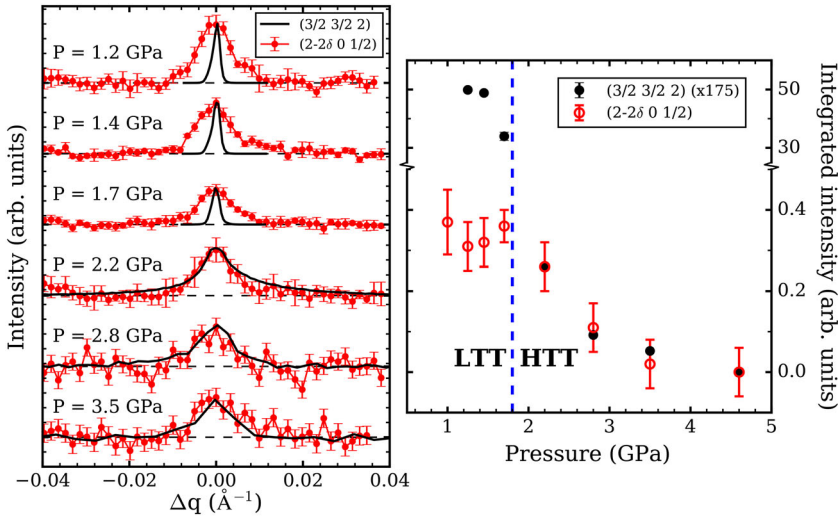 (3/2 3/2 2)
(2-2δ 0 1/2)
P = 1.2 GPa
P = 1.4 GPa
P = 1.7 GPa
P = 2.2 GPa
P = 2.8 GPa
P = 3.5 GPa
Intensity (arb. units)
−0.04 −0.02 0.00 0.02 0.04
Δq (Å⁻¹)
(3/2 3/2 2) (x175)
(2-2δ 0 1/2)
LTT HTT
50
30
0.4
0.2
0.0
1 2 3 4 5
Pressure (GPa)
Integrated intensity (arb. units)